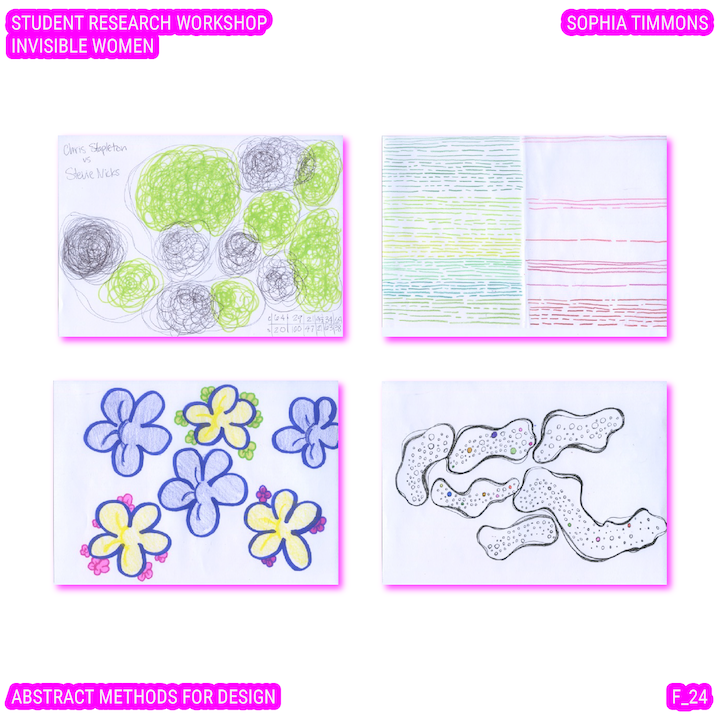 STUDENT RESEARCH WORKSHOP
INVISIBLE WOMEN
SOPHIA TIMMONS
Chris Stapleton
vs
Stevie Nicks
ABSTRACT METHODS FOR DESIGN
F_24